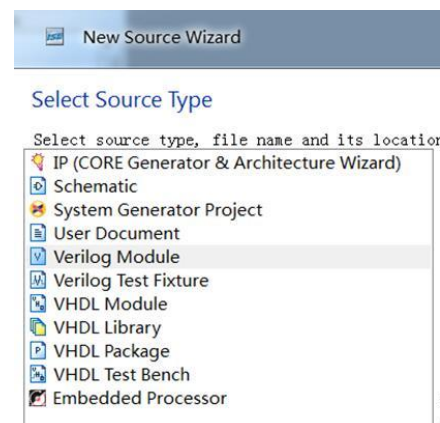 New Source Wizard
Select Source Type
Select source type, file name and its location
IP (CORE Generator & Architecture Wizard)
Schematic
System Generator Project
User Document
Verilog Module
Verilog Test Fixture
VHDL Module
VHDL Library
VHDL Package
VHDL Test Bench
Embedded Processor